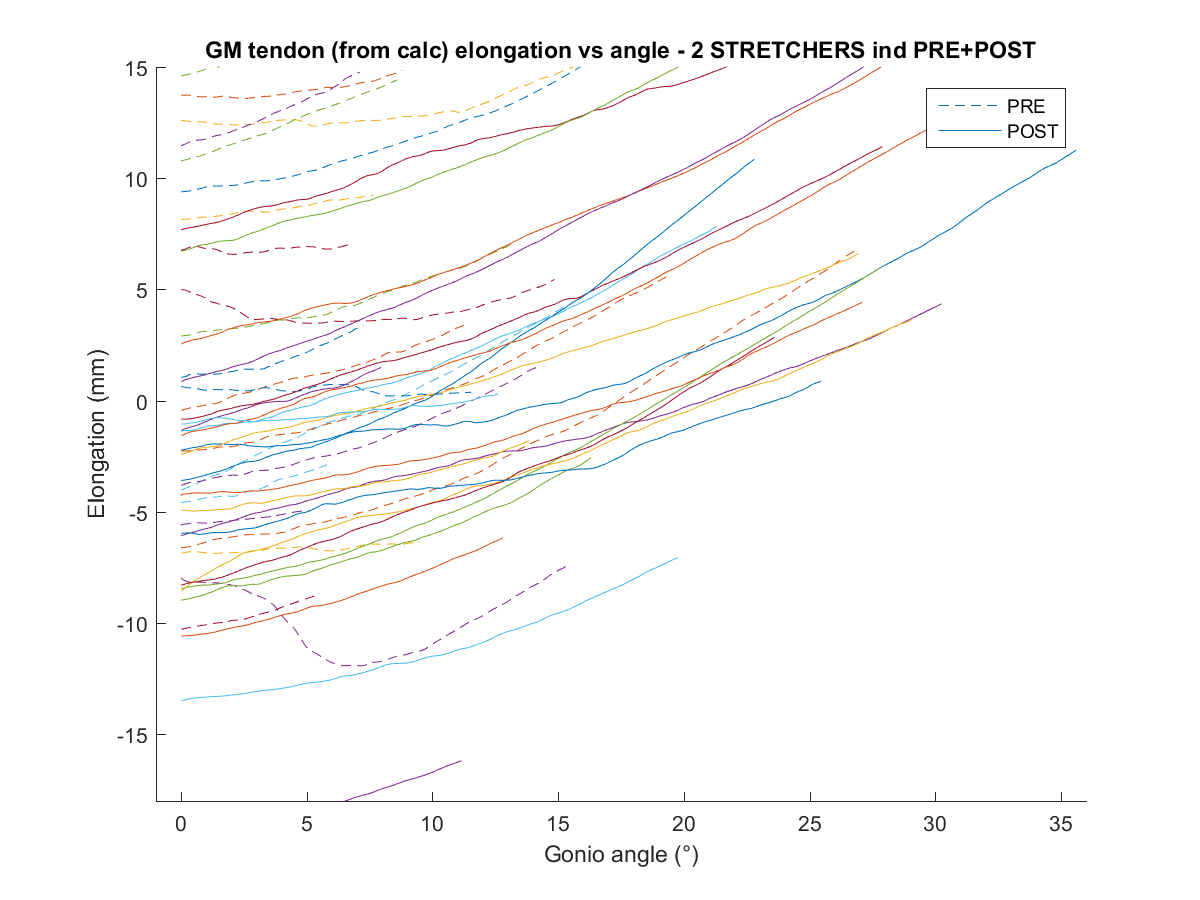 GM tendon (from calc) elongation vs angle - 2 STRETCHERS ind PRE+POST
15
10
5
0
-5
-10
-15
Elongation (mm)
PRE
POST
0 5 10 15 20 25 30 35
Gonio angle (°)